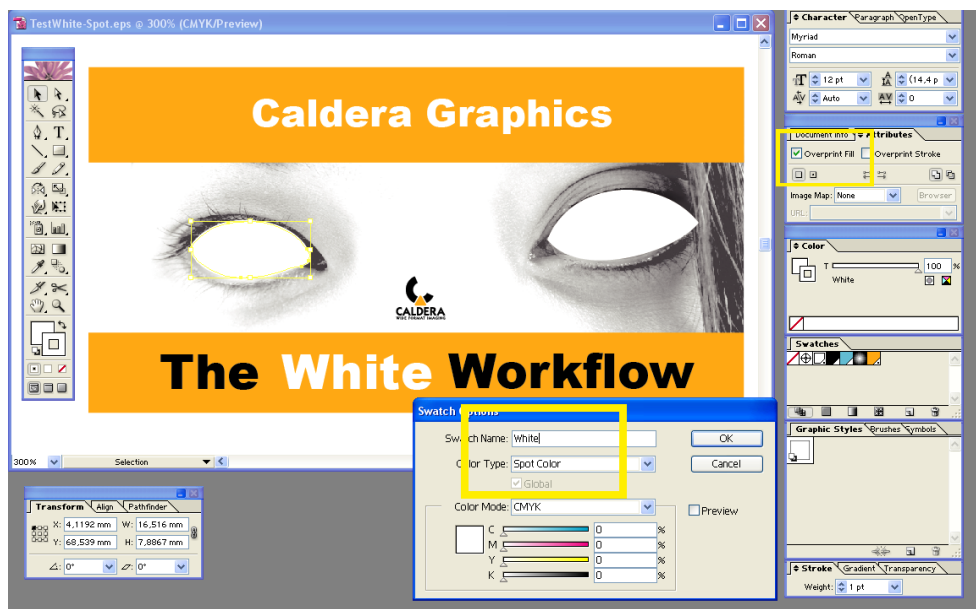 TestWhite-Spot.eps @ 300% (CMYK/Preview)
Caldera Graphics
CALDERA
WIDE FORMAT IMAGING
The White Workflow
300%
Selection
Transform
Align
Pathfinder
X: 4,1192 mm
W: 16,516 mm
Y: 68,539 mm
H: 7,8867 mm
0°
0°
Swatch Options
Swatch Name: White
OK
Color Type: Spot Color
Cancel
Global
Color Mode: CMYK
Preview
C 0 %
M 0 %
Y 0 %
K 0 %
Character
Paragraph
OpenType
Myriad
Roman
12 pt
(14,4 p
Auto
0
Document Info
Attributes
Overprint Fill
Overprint Stroke
Image Map: None
Browser
URL:
Color
T
100 %
White
Swatches
Graphic Styles
Brushes
Symbols
Stroke
Gradient
Transparency
Weight: 1 pt